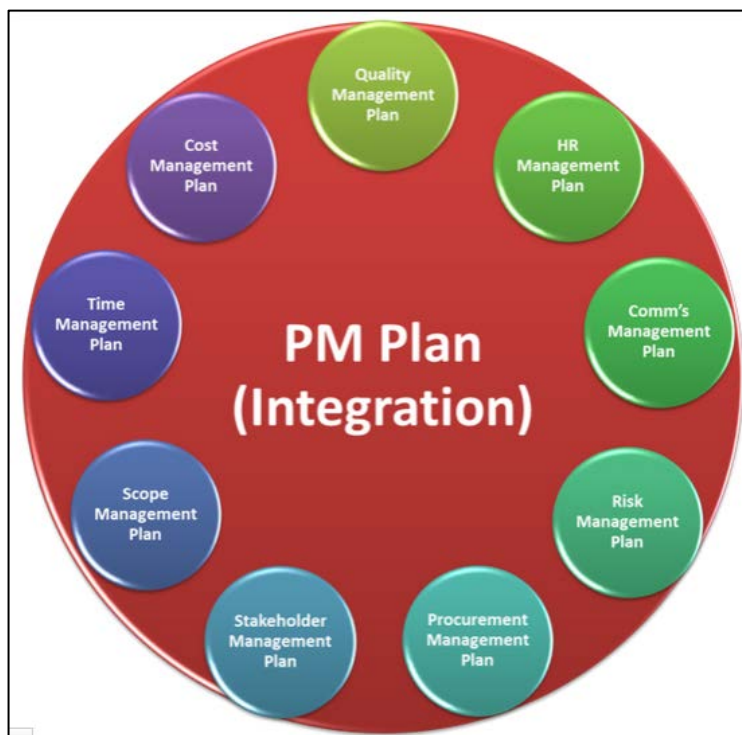 Quality
Management
Plan
HR
Management
Plan
Comm's
Management
Plan
Risk
Management
Plan
Procurement
Management
Plan
Stakeholder
Management
Plan
Scope
Management
Plan
Time
Management
Plan
Cost
Management
Plan
PM Plan
(Integration)